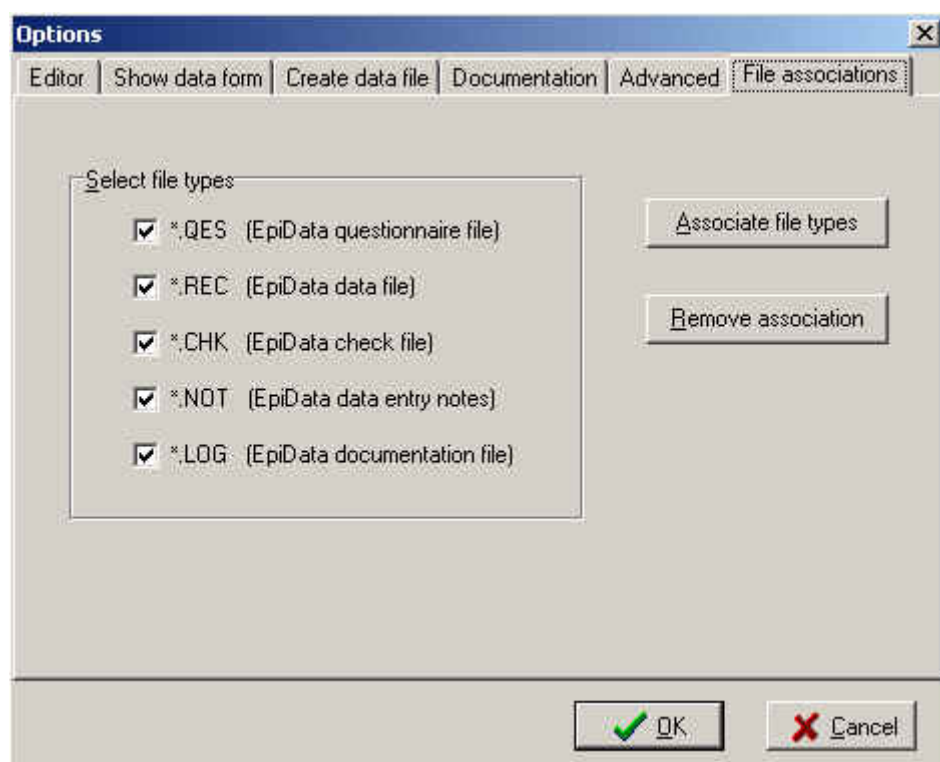 Options
Editor Show data form Create data file Documentation Advanced File associations
Select file types
*.QES (EpiData questionnaire file)
*.REC (EpiData data file)
*.CHK (EpiData check file)
*.NOT (EpiData data entry notes)
*.LOG (EpiData documentation file)
Associate file types
Remove association
OK Cancel